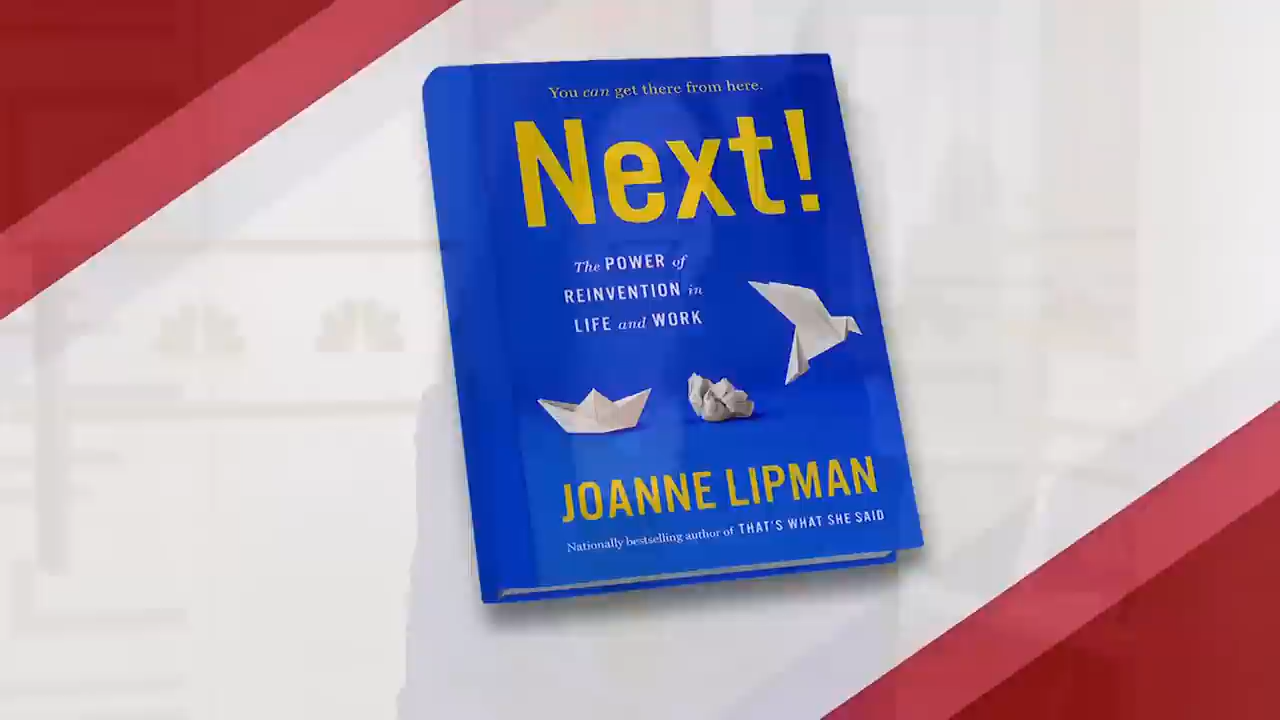 You can get there from here.
Next!
The POWER of
REINVENTION in
LIFE and WORK
JOANNE LIPMAN
Nationally bestselling author of THAT'S WHAT SHE SAID